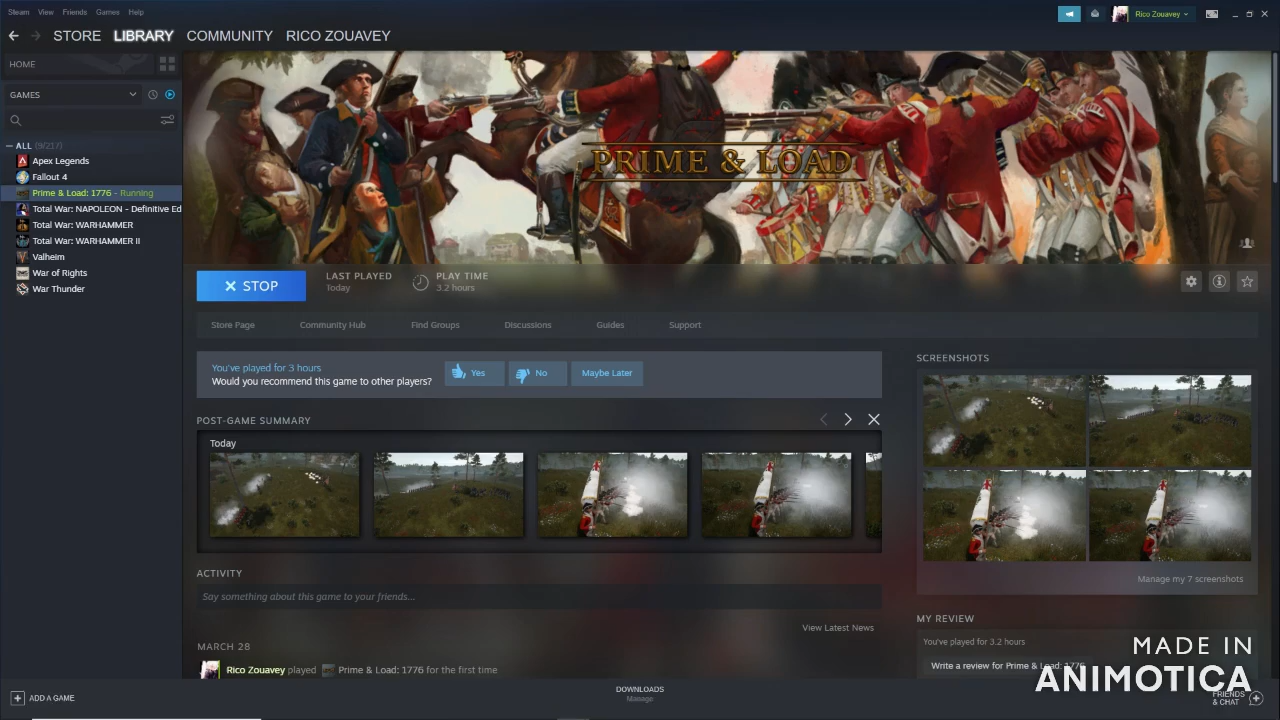 Steam View Friends Games Help
Rico Zouavey
STORE LIBRARY COMMUNITY RICO ZOUAVEY
HOME
GAMES
ALL (9/217)
Apex Legends
Fallout 4
Prime & Load: 1776 - Running
Total War: NAPOLEON - Definitive Ed
Total War: WARHAMMER
Total War: WARHAMMER II
Valheim
War of Rights
War Thunder
PRIME & LOAD
STOP
LAST PLAYED
Today
PLAY TIME
3.2 hours
Store Page Community Hub Find Groups Discussions Guides Support
You've played for 3 hours
Would you recommend this game to other players?
Yes No Maybe Later
POST-GAME SUMMARY
Today
ACTIVITY
Say something about this game to your friends...
View Latest News
MARCH 28
Rico Zouavey played Prime & Load: 1776 for the first time
SCREENSHOTS
Manage my 7 screenshots
MY REVIEW
You've played for 3.2 hours
Write a review for Prime & Load: 1776
MADE IN
ANIMOTICA
ADD A GAME
DOWNLOADS
Manage
FRIENDS
& CHAT